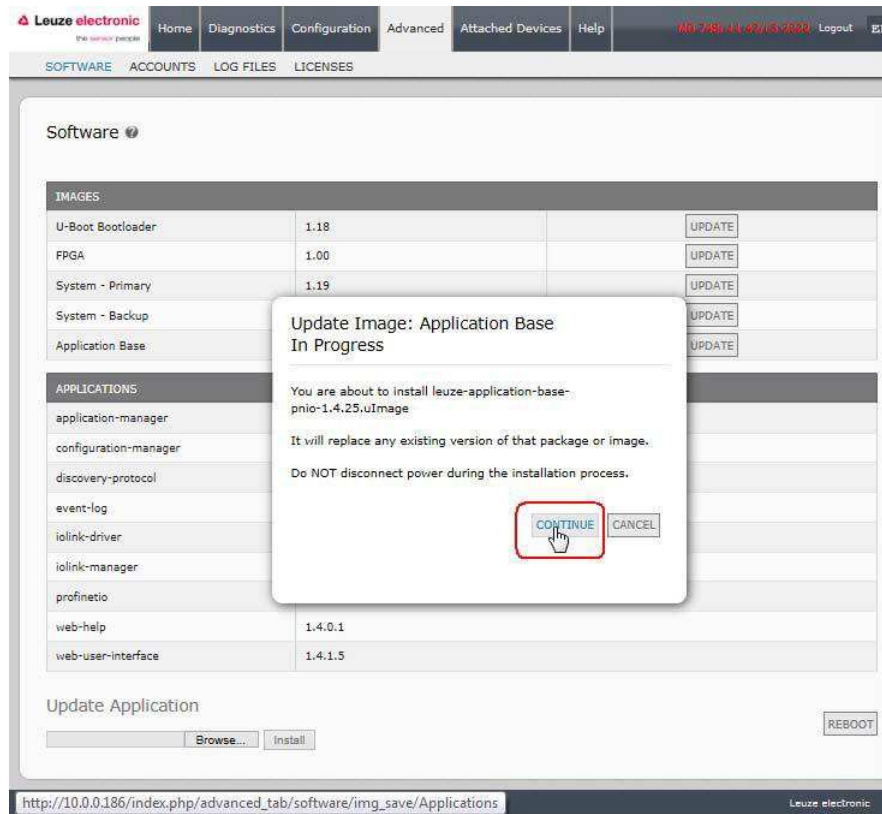 Leuze electronic
the sensor people
Home Diagnostics Configuration Advanced Attached Devices Help Logout
SOFTWARE ACCOUNTS LOG FILES LICENSES
Software
IMAGES
U-Boot Bootloader 1.18 UPDATE
FPGA 1.00 UPDATE
System - Primary 1.19 UPDATE
System - Backup UPDATE
Application Base UPDATE
Update Image: Application Base
In Progress
You are about to install leuze-application-base-
pnio-1.4.25.uImage
It will replace any existing version of that package or image.
Do NOT disconnect power during the installation process.
CONTINUE CANCEL
APPLICATIONS
application-manager
configuration-manager
discovery-protocol
event-log
iolink-driver
iolink-manager
profinetio
web-help 1.4.0.1
web-user-interface 1.4.1.5
Update Application
Browse... Install
REBOOT
http://10.0.0.186/index.php/advanced_tab/software/img_save/Applications
Leuze electronic